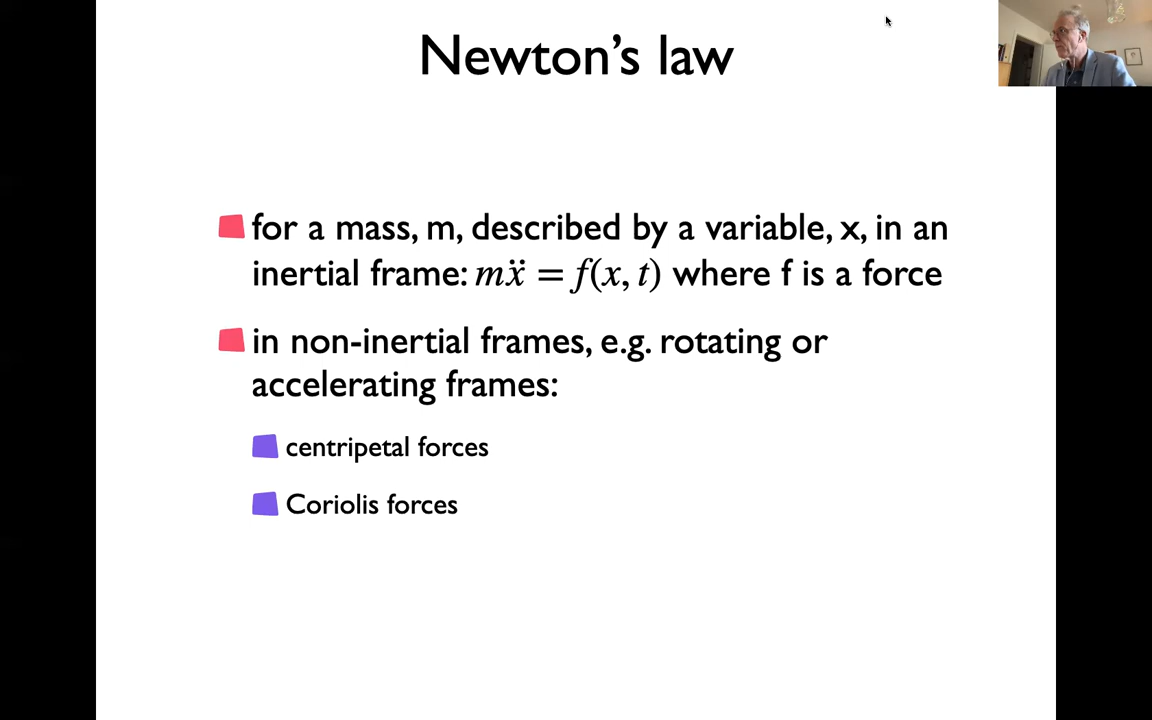 Newton’s law
for a mass, m, described by a variable, x, in an
inertial frame: mẍ = f(x, t) where f is a force
in non-inertial frames, e.g. rotating or
accelerating frames:
centripetal forces
Coriolis forces